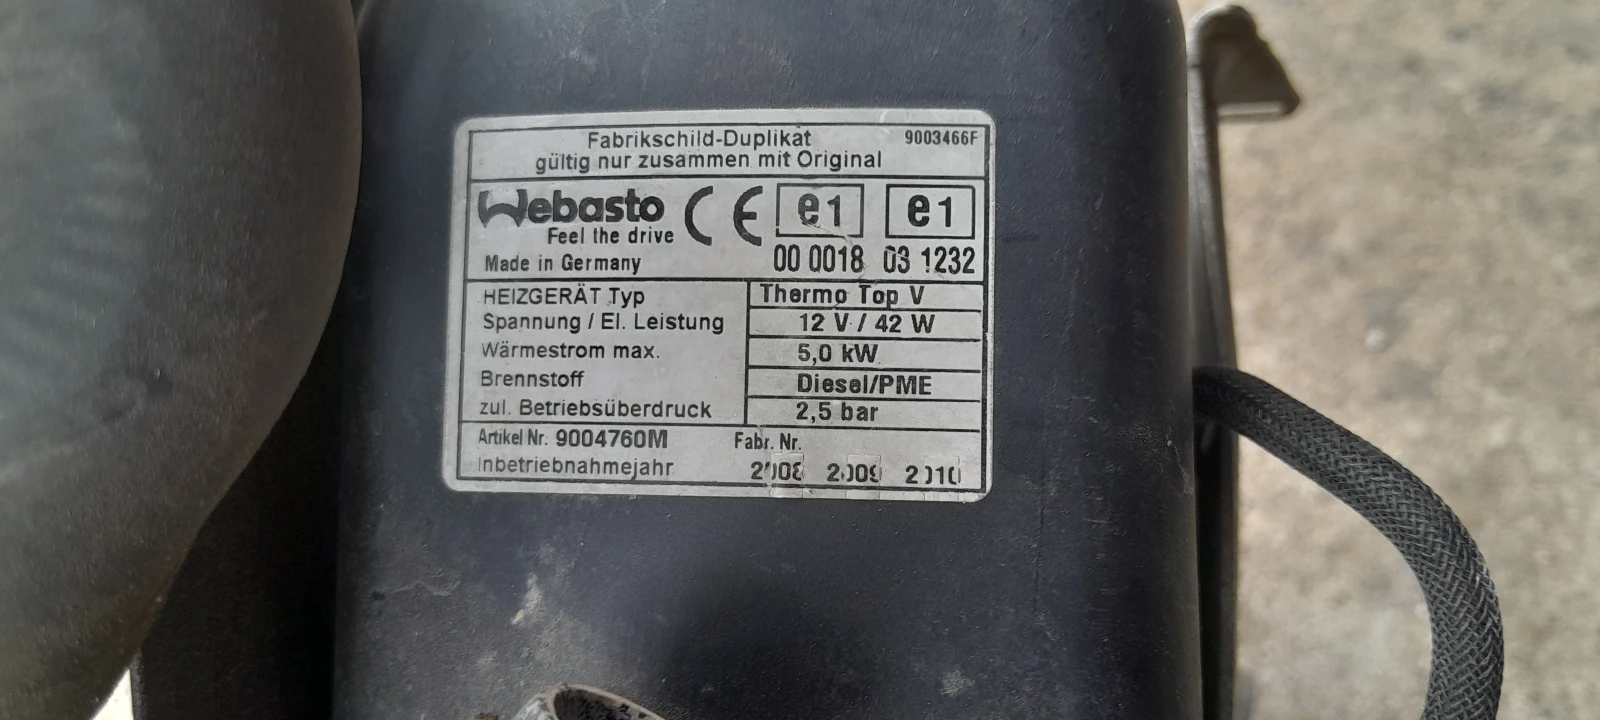 Fabrikschild-Duplikat 9003466F
gültig nur zusammen mit Original
Webasto CE e1 e1
Feel the drive
Made in Germany 00 0018 03 1232
HEIZGERÄT Typ Thermo Top V
Spannung / El. Leistung 12 V / 42 W
Wärmestrom max. 5,0 kW
Brennstoff Diesel/PME
zul. Betriebsüberdruck 2,5 bar
Artikel Nr. 9004760M Fabr. Nr.
Inbetriebnahmejahr 2008 2009 2010